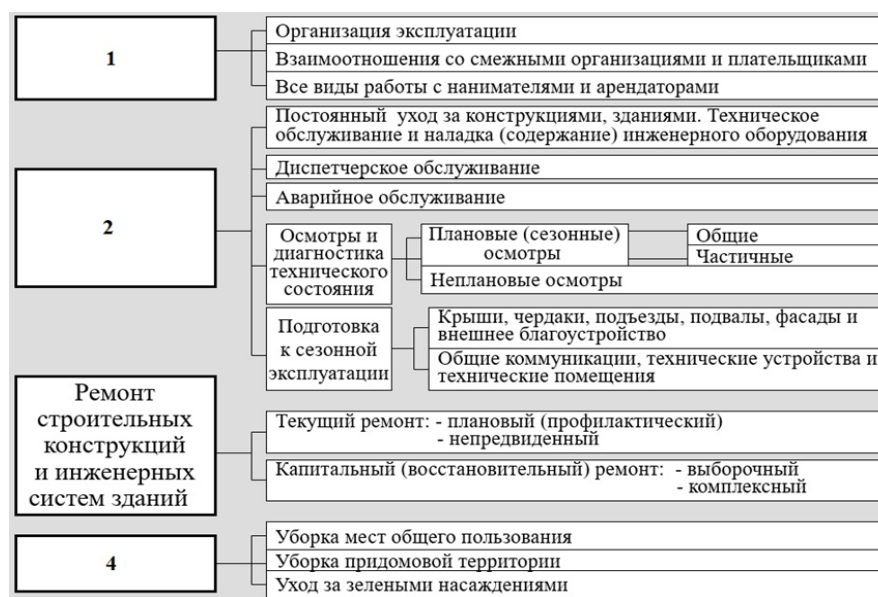 1
Организация эксплуатации
Взаимоотношения со смежными организациями и плательщиками
Все виды работы с нанимателями и арендаторами
2
Постоянный уход за конструкциями, зданиями. Техническое
обслуживание и наладка (содержание) инженерного оборудования
Диспетчерское обслуживание
Аварийное обслуживание
Осмотры и
диагностика
технического
состояния
Плановые (сезонные)
осмотры
Общие
Частичные
Неплановые осмотры
Подготовка
к сезонной
эксплуатации
Крыши, чердаки, подъезды, подвалы, фасады и
внешнее благоустройство
Общие коммуникации, технические устройства и
технические помещения
Ремонт
строительных
конструкций
и инженерных
систем зданий
Текущий ремонт: - плановый (профилактический)
- непредвиденный
Капитальный (восстановительный) ремонт: - выборочный
- комплексный
4
Уборка мест общего пользования
Уборка придомовой территории
Уход за зелеными насаждениями